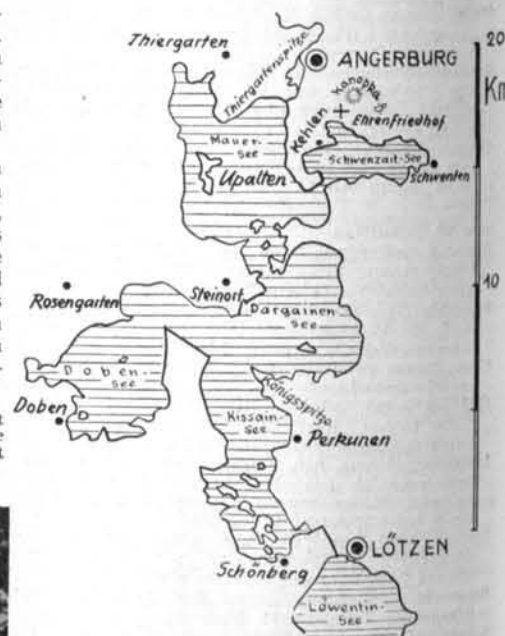 20
Thiergarten
Thiergartenspitze
ANGERBURG
Km
Kanopka B
Kehlen
Ehrenfriedhof
Mauer-
See
Schwenzait-See
Upalten
Schwenten
Steinort
10
Rosengarten
Dargainen-
See
Doben-
See
Königsspitze
Doben
Kissain-
See
Perkunen
LÖTZEN
Schönberg
Löwentin-
See